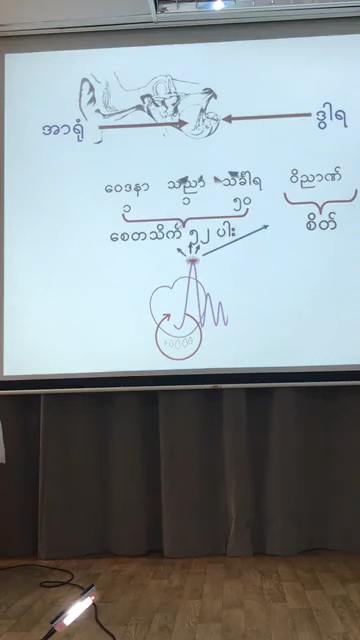 အာရုံ
ဒွါရ
ဝေဒနာ သညာ သင်္ခါရ ဝိညာဏ်
၁ ၁ ၅၀
စေတသိက် ၅၂ ပါး စိတ်